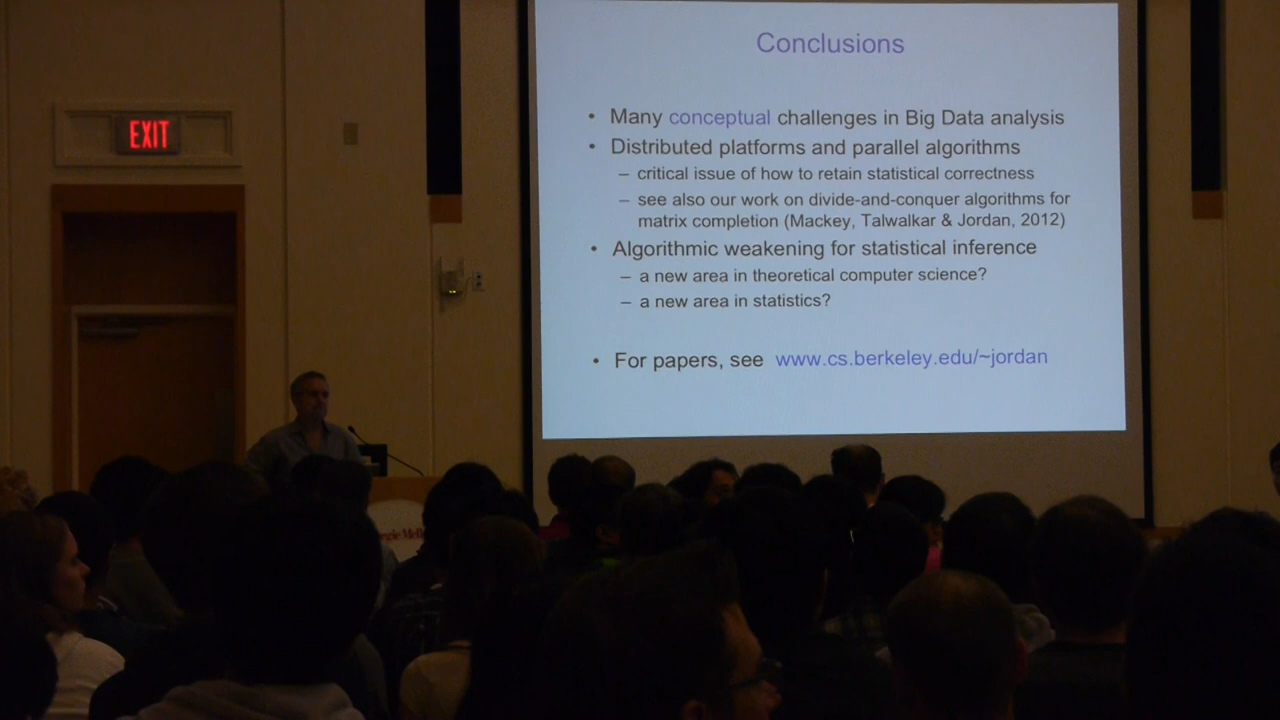 EXIT
Conclusions
• Many conceptual challenges in Big Data analysis
• Distributed platforms and parallel algorithms
– critical issue of how to retain statistical correctness
– see also our work on divide-and-conquer algorithms for
matrix completion (Mackey, Talwalkar & Jordan, 2012)
• Algorithmic weakening for statistical inference
– a new area in theoretical computer science?
– a new area in statistics?
• For papers, see www.cs.berkeley.edu/~jordan